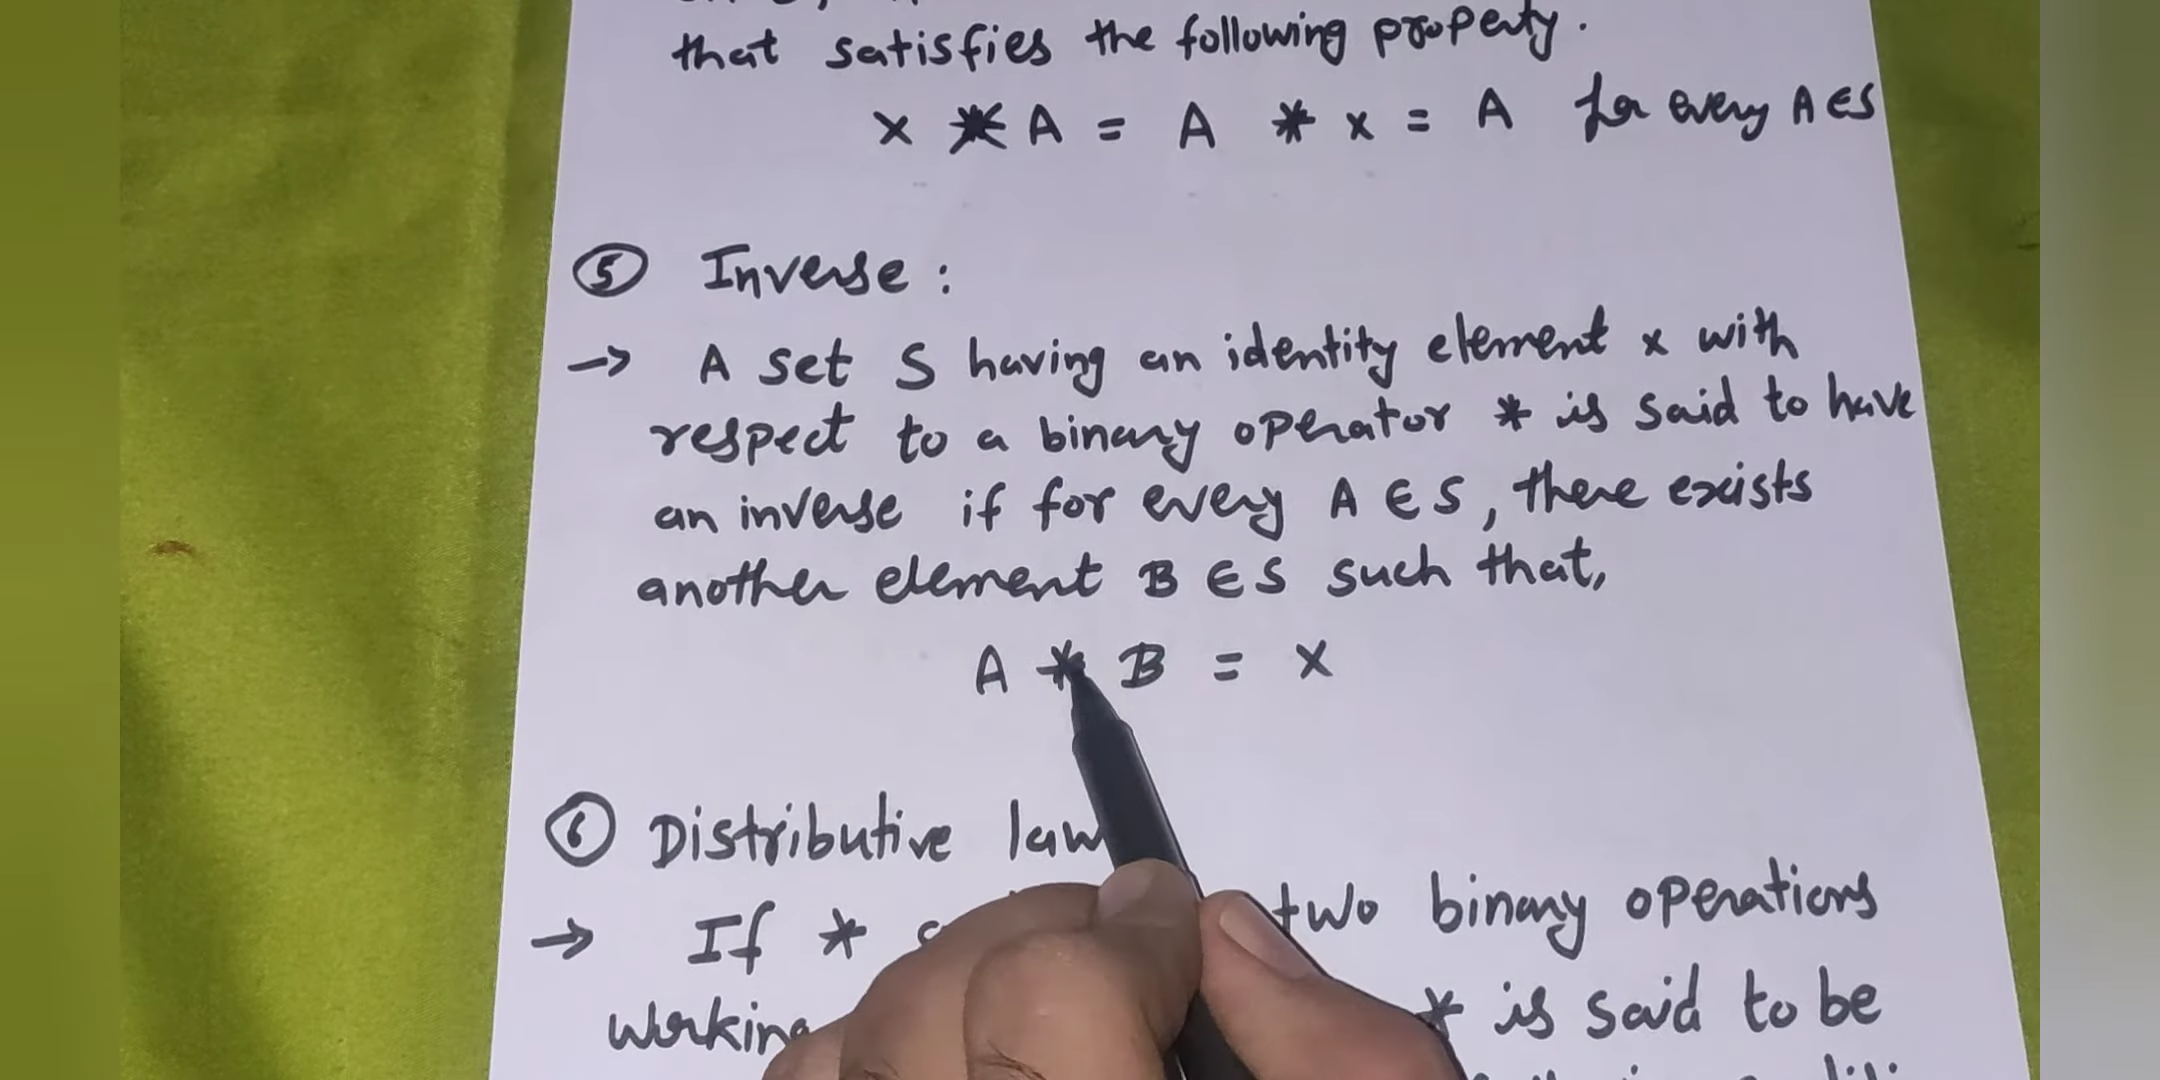 that satisfies the following property.
x * A = A * x = A for every A ∈ S
⑤ Inverse :
→ A set S having an identity element x with
respect to a binary operator * is said to have
an inverse if for every A ∈ S, there exists
another element B ∈ S such that,
A * B = x
⑥ Distributive law
→ If * two binary operations
working * is said to be